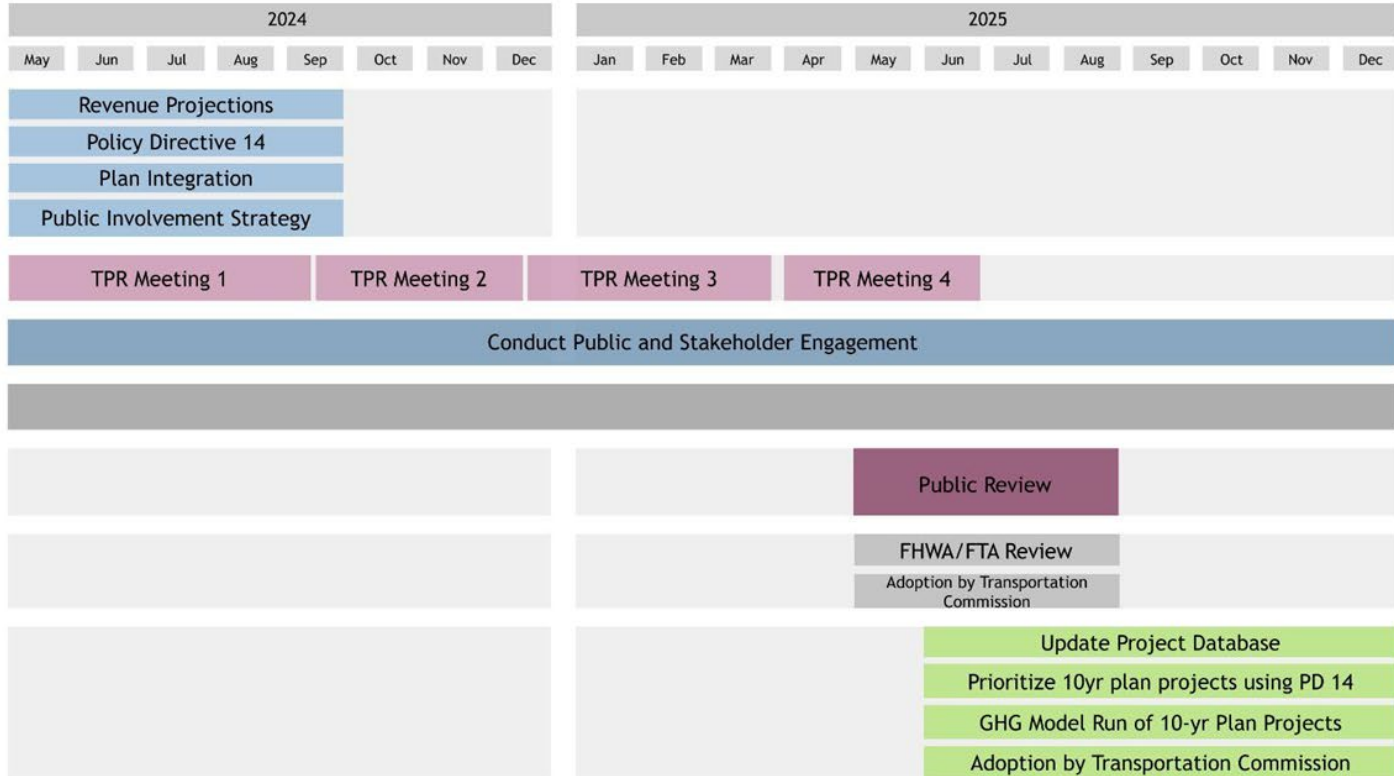 2024 2025
May Jun Jul Aug Sep Oct Nov Dec Jan Feb Mar Apr May Jun Jul Aug Sep Oct Nov Dec
Revenue Projections
Policy Directive 14
Plan Integration
Public Involvement Strategy
TPR Meeting 1 TPR Meeting 2 TPR Meeting 3 TPR Meeting 4
Conduct Public and Stakeholder Engagement
Public Review
FHWA/FTA Review
Adoption by Transportation
Commission
Update Project Database
Prioritize 10yr plan projects using PD 14
GHG Model Run of 10-yr Plan Projects
Adoption by Transportation Commission